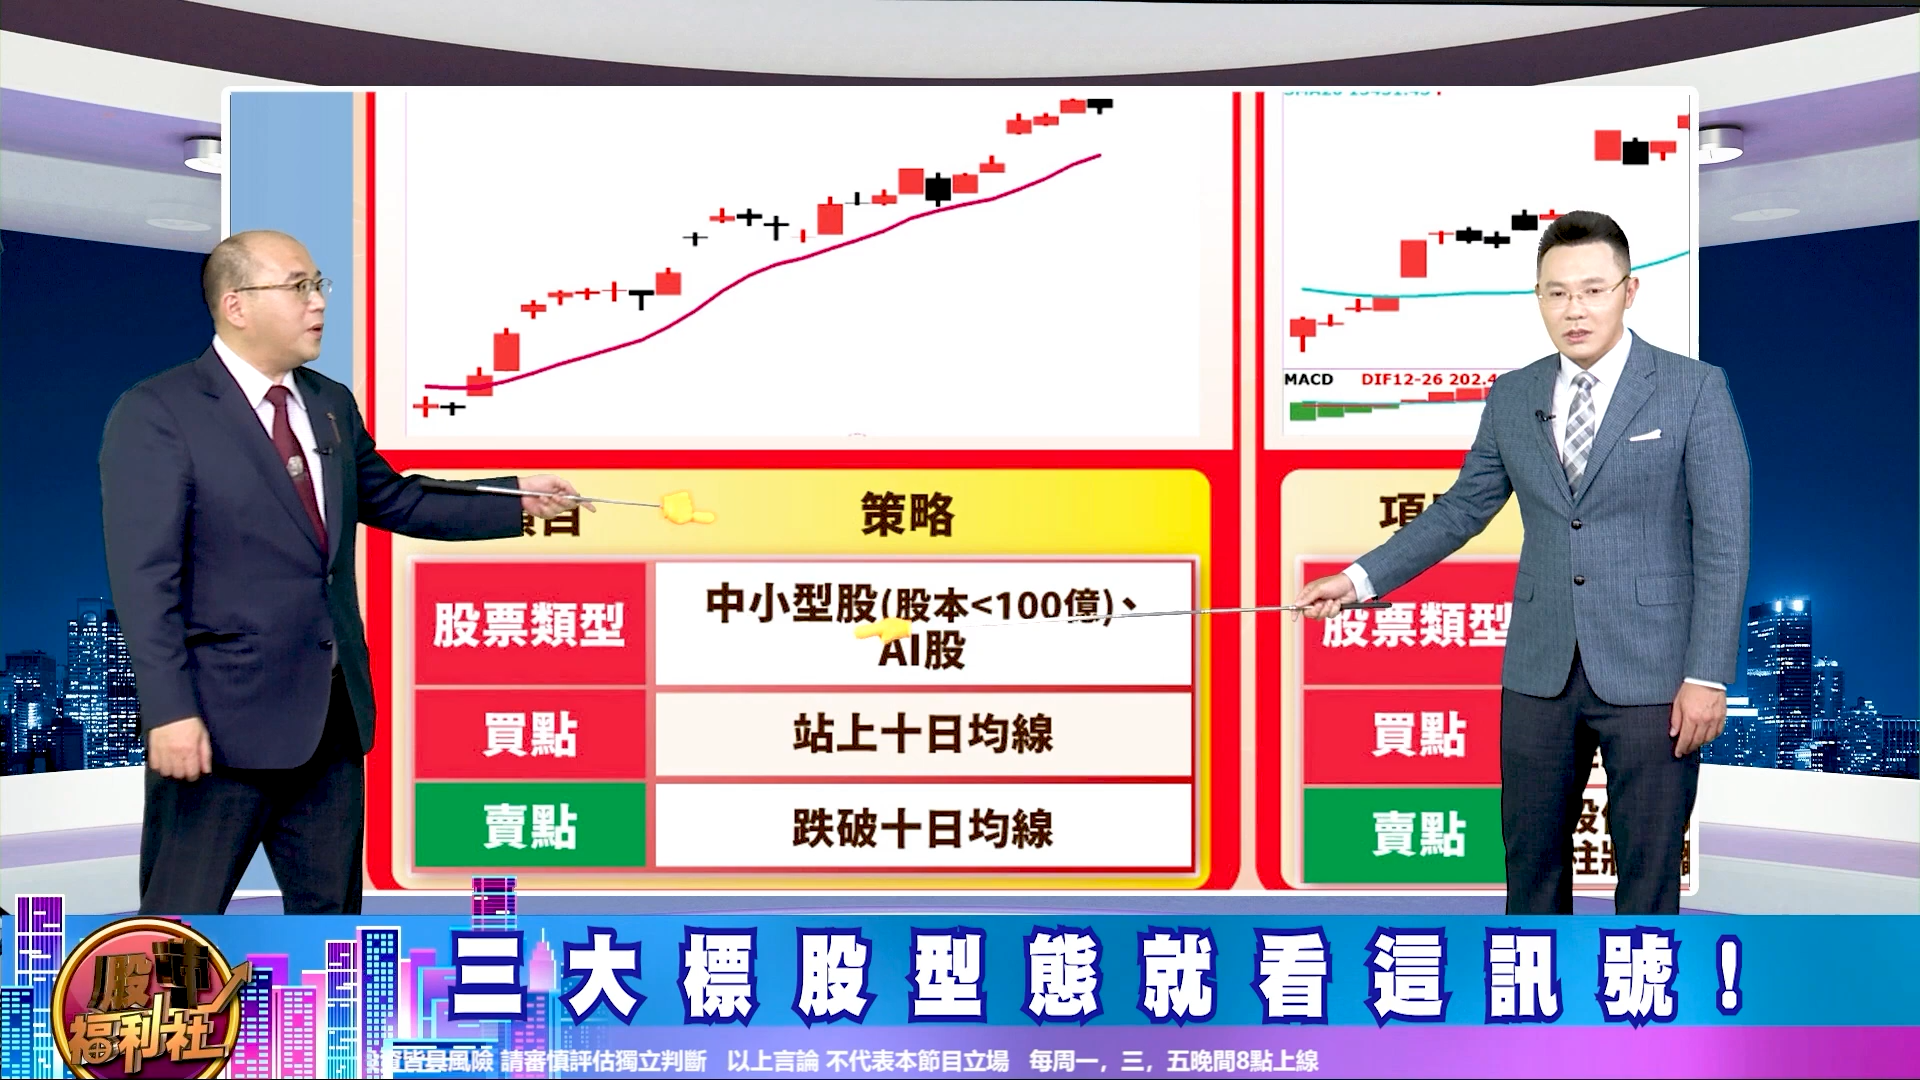 MACD DIF12-26 202.4
策略
股票類型
中小型股(股本<100億)、
AI股
買點
站上十日均線
賣點
跌破十日均線
股票類型
買點
賣點
三大標股型態就看這訊號!
股市
福利社
皆具風險 請審慎評估獨立判斷 以上言論 不代表本節目立場 每周一，三，五晚間8點上線